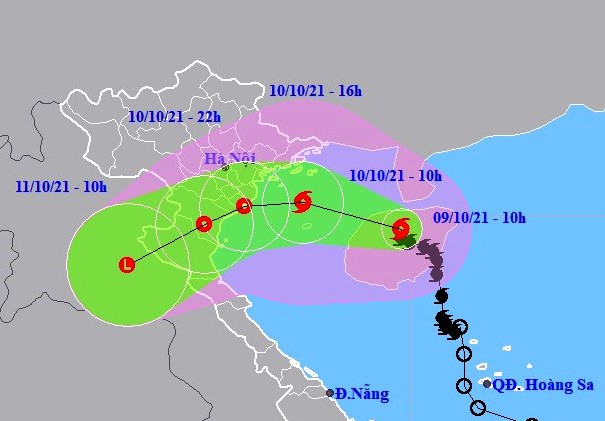 10/10/21 - 16h
10/10/21 - 22h
Hạ Nội
11/10/21 - 10h
10/10/21 - 10h
09/10/21 - 10h
L
QĐ. Hoàng Sa
Đ.Nẵng